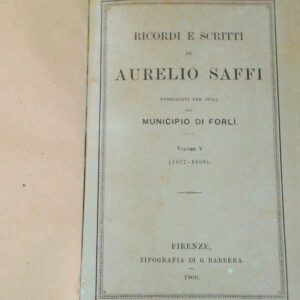 RICORDI E SCRITTI
DI
AURELIO SAFFI
PUBBLICATI PER CURA
DEL
MUNICIPIO DI FORLÌ
VOLUME V
(1857-1859)
FIRENZE,
TIPOGRAFIA DI G. BARBÈRA.
1900.